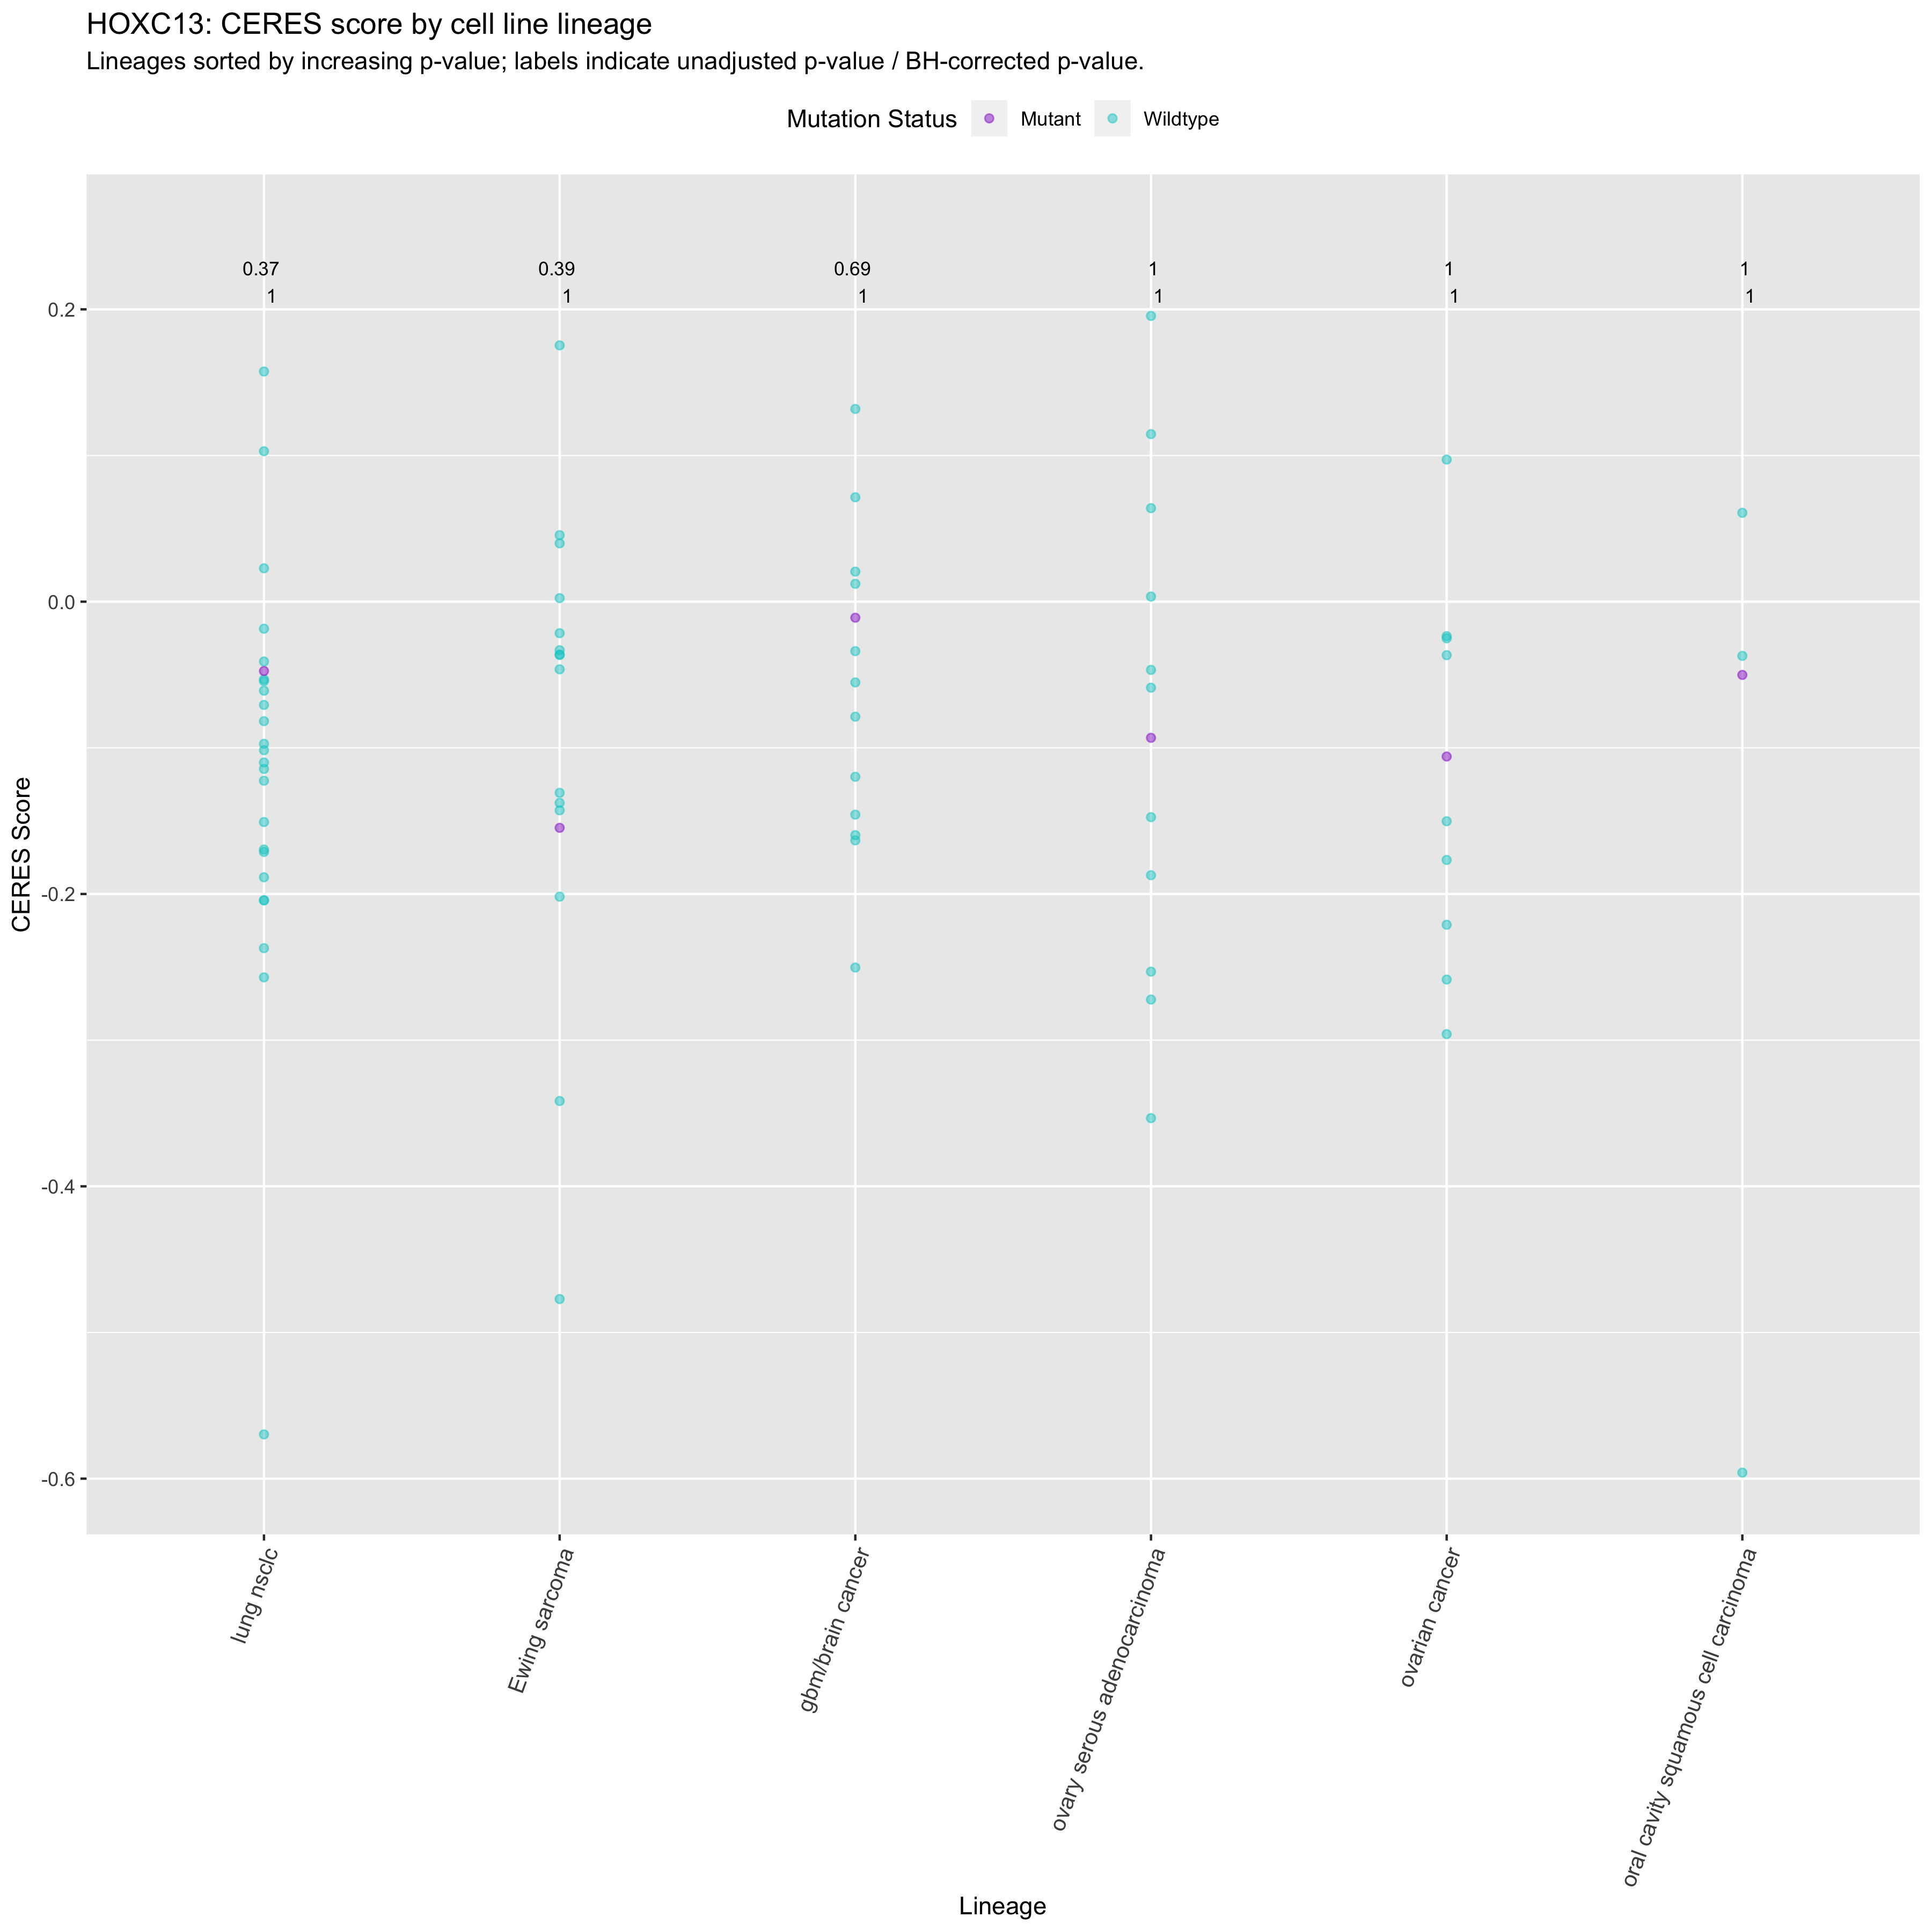 HOXC13: CERES score by cell line lineage
Lineages sorted by increasing p-value; labels indicate unadjusted p-value / BH-corrected p-value.
Mutation Status Mutant Wildtype
0.37 0.39 0.69 1 1 1
1 1 1 1 1 1
0.2
0.0
-0.2
-0.4
-0.6
CERES Score
lung nsclc
Ewing sarcoma
gbm/brain cancer
ovary serous adenocarcinoma
ovarian cancer
oral cavity squamous cell carcinoma
Lineage